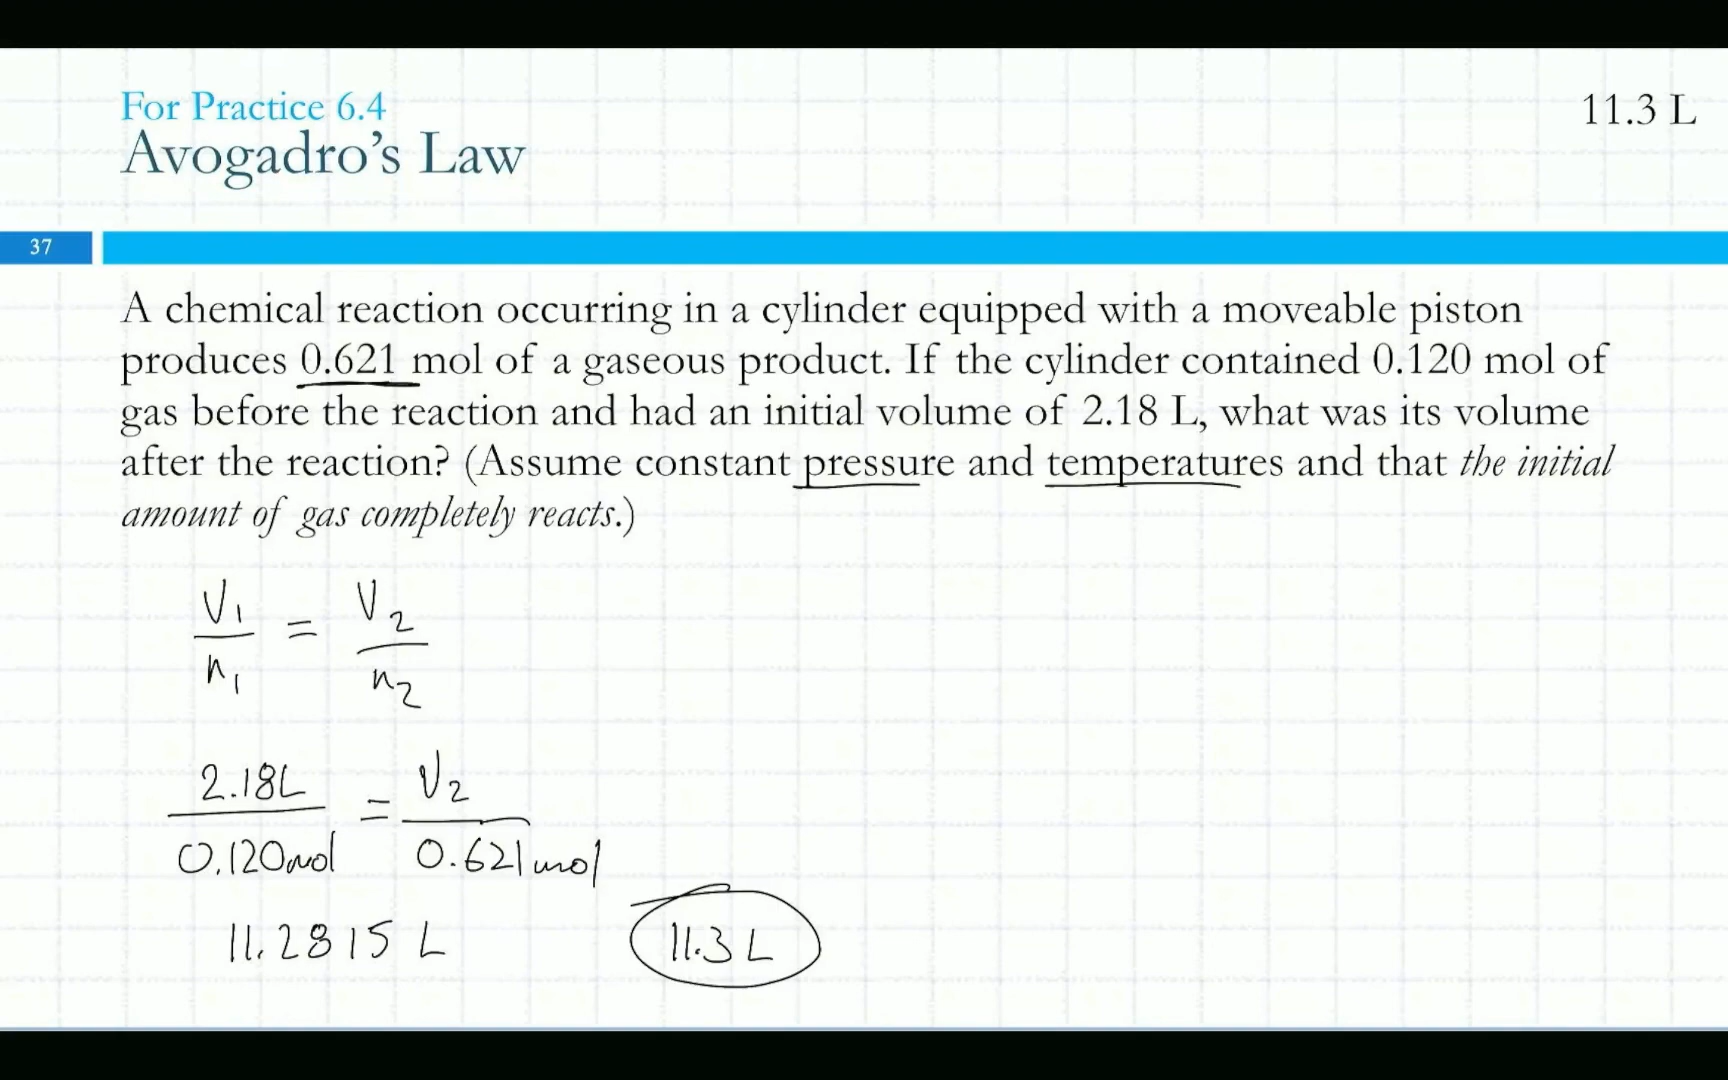 For Practice 6.4
11.3 L
Avogadro’s Law
37
A chemical reaction occurring in a cylinder equipped with a moveable piston
produces 0.621 mol of a gaseous product. If the cylinder contained 0.120 mol of
gas before the reaction and had an initial volume of 2.18 L, what was its volume
after the reaction? (Assume constant pressure and temperatures and that the initial
amount of gas completely reacts.)
V1 = V2
n1 n2
2.18L = V2
0.120mol 0.621mol
11.2815 L 11.3 L